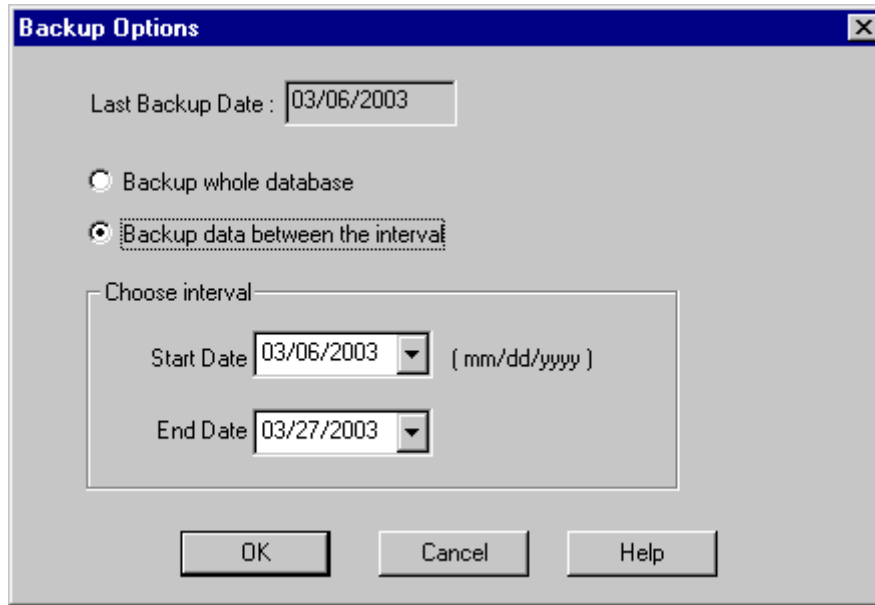 Backup Options
Last Backup Date : 03/06/2003
Backup whole database
Backup data between the interval
Choose interval
Start Date 03/06/2003 ( mm/dd/yyyy )
End Date 03/27/2003
OK Cancel Help